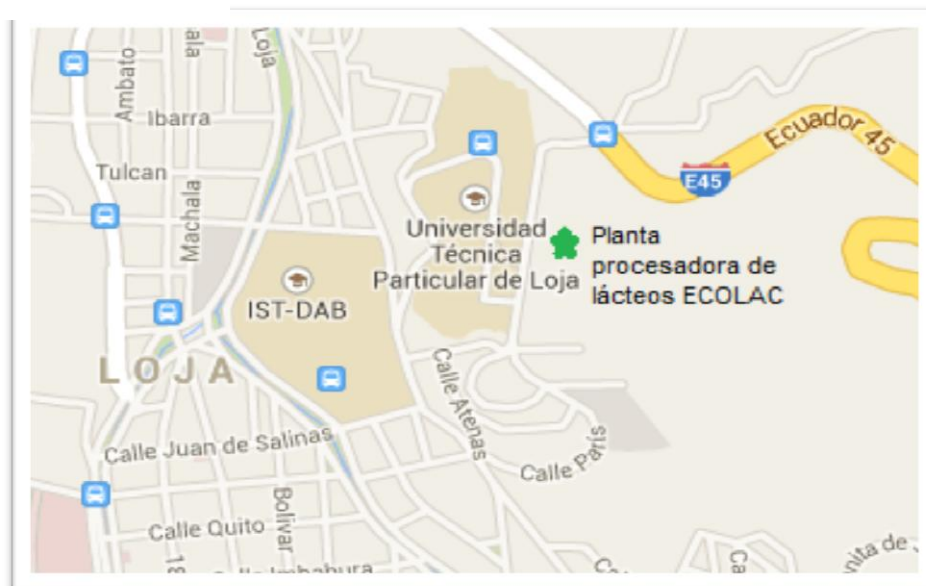 Loja
Ambato
Ibarra
Tulcan
Machala
Ecuador 45
E45
Universidad
Técnica
Particular de Loja
Planta
procesadora de
lácteos ECOLAC
IST-DAB
LOJA
Calle Atenas
Calle Juan de Salinas
Calle París
Bolivar
Calle Quito